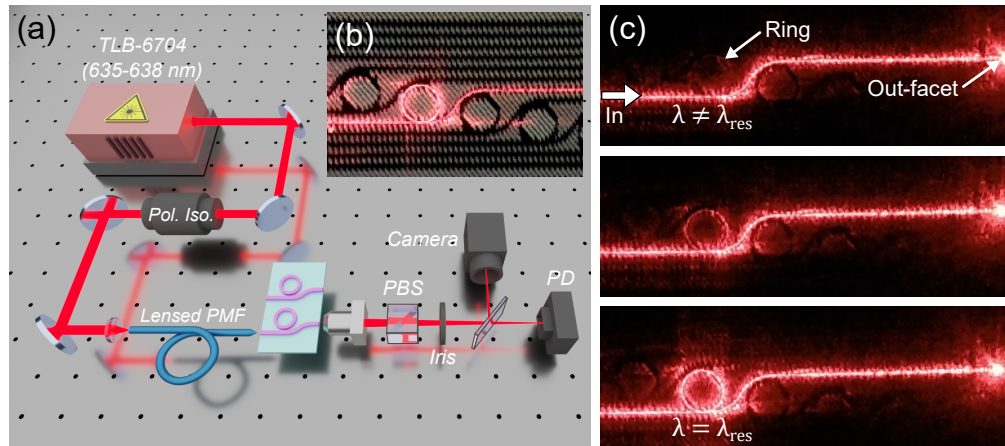 (a)
TLB-6704
(635-638 nm)
Pol. Iso.
Lensed PMF
Camera
PBS
PD
Iris
(b)
(c)
Ring
Out-facet
In
λ ≠ λres
λ = λres